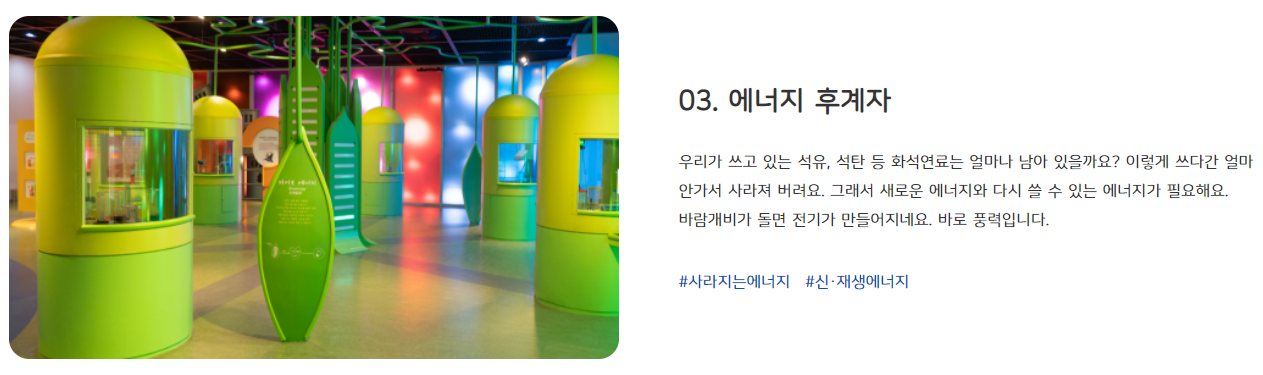 03. 에너지 후계자
우리가 쓰고 있는 석유, 석탄 등 화석연료는 얼마나 남아 있을까요? 이렇게 쓰다간 얼마
안가서 사라져 버려요. 그래서 새로운 에너지와 다시 쓸 수 있는 에너지가 필요해요.
바람개비가 돌면 전기가 만들어지네요. 바로 풍력입니다.
#사라지는에너지 #신·재생에너지